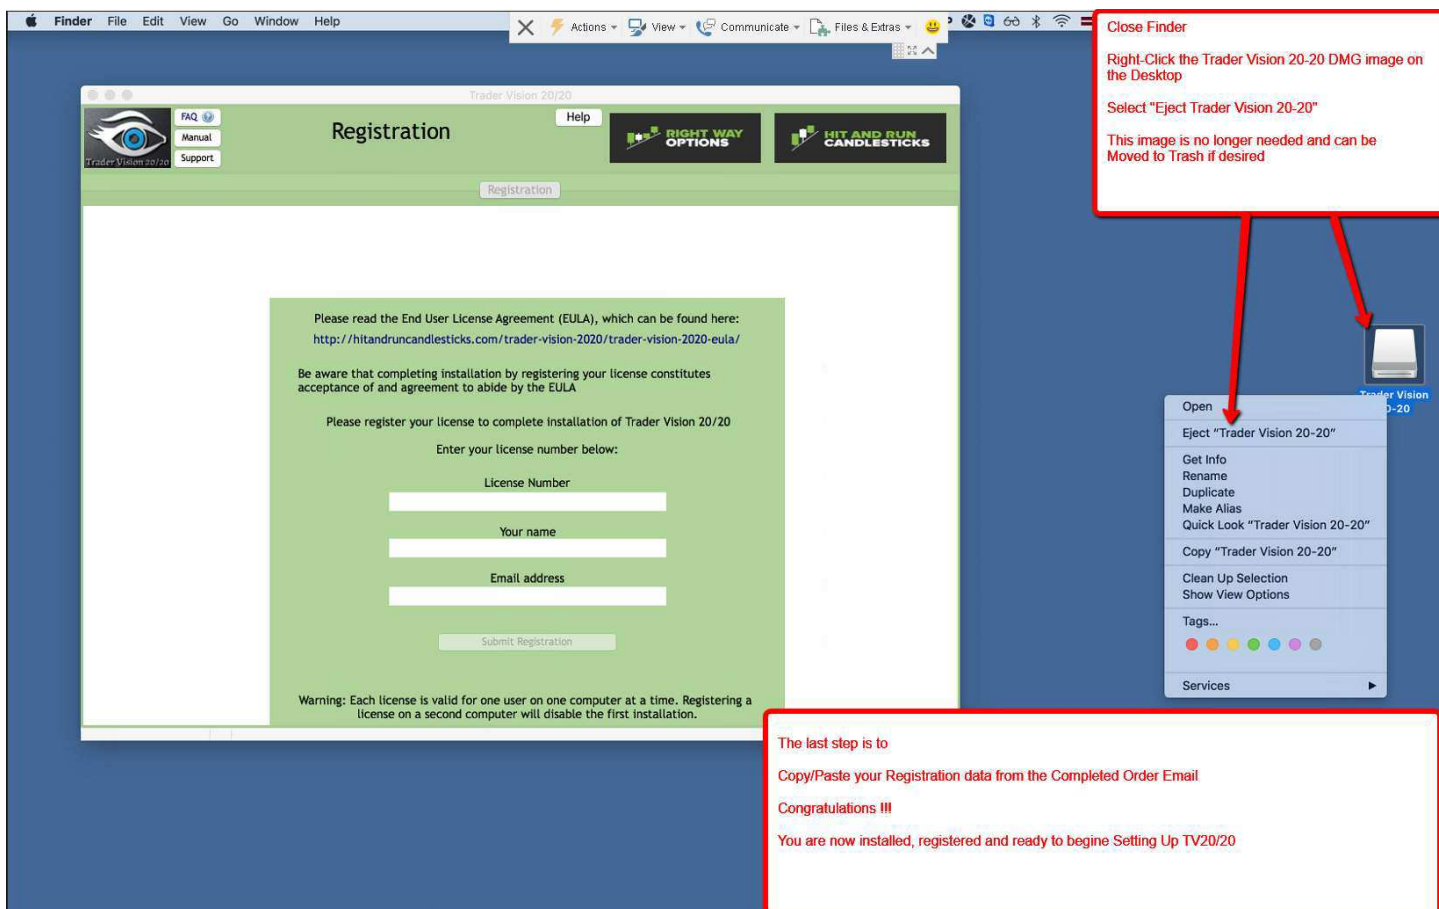 Finder File Edit View Go Window Help
Actions View Communicate Files & Extras
Close Finder
Right-Click the Trader Vision 20-20 DMG image on
the Desktop
Select "Eject Trader Vision 20-20"
This image is no longer needed and can be
Moved to Trash if desired
Trader Vision 20/20
Trader Vision 20/20
FAQ
Manual
Support
Registration
Help
RIGHT WAY
OPTIONS
HIT AND RUN
CANDLESTICKS
Registration
Please read the End User License Agreement (EULA), which can be found here:
http://hitandruncandlesticks.com/trader-vision-2020/trader-vision-2020-eula/
Be aware that completing installation by registering your license constitutes
acceptance of and agreement to abide by the EULA
Please register your license to complete installation of Trader Vision 20/20
Enter your license number below:
License Number
Your name
Email address
Submit Registration
Warning: Each license is valid for one user on one computer at a time. Registering a
license on a second computer will disable the first installation.
Trader Vision
0-20
Open
Eject “Trader Vision 20-20”
Get Info
Rename
Duplicate
Make Alias
Quick Look “Trader Vision 20-20”
Copy “Trader Vision 20-20”
Clean Up Selection
Show View Options
Tags...
Services
The last step is to
Copy/Paste your Registration data from the Completed Order Email
Congratulations !!!
You are now installed, registered and ready to begine Setting Up TV20/20